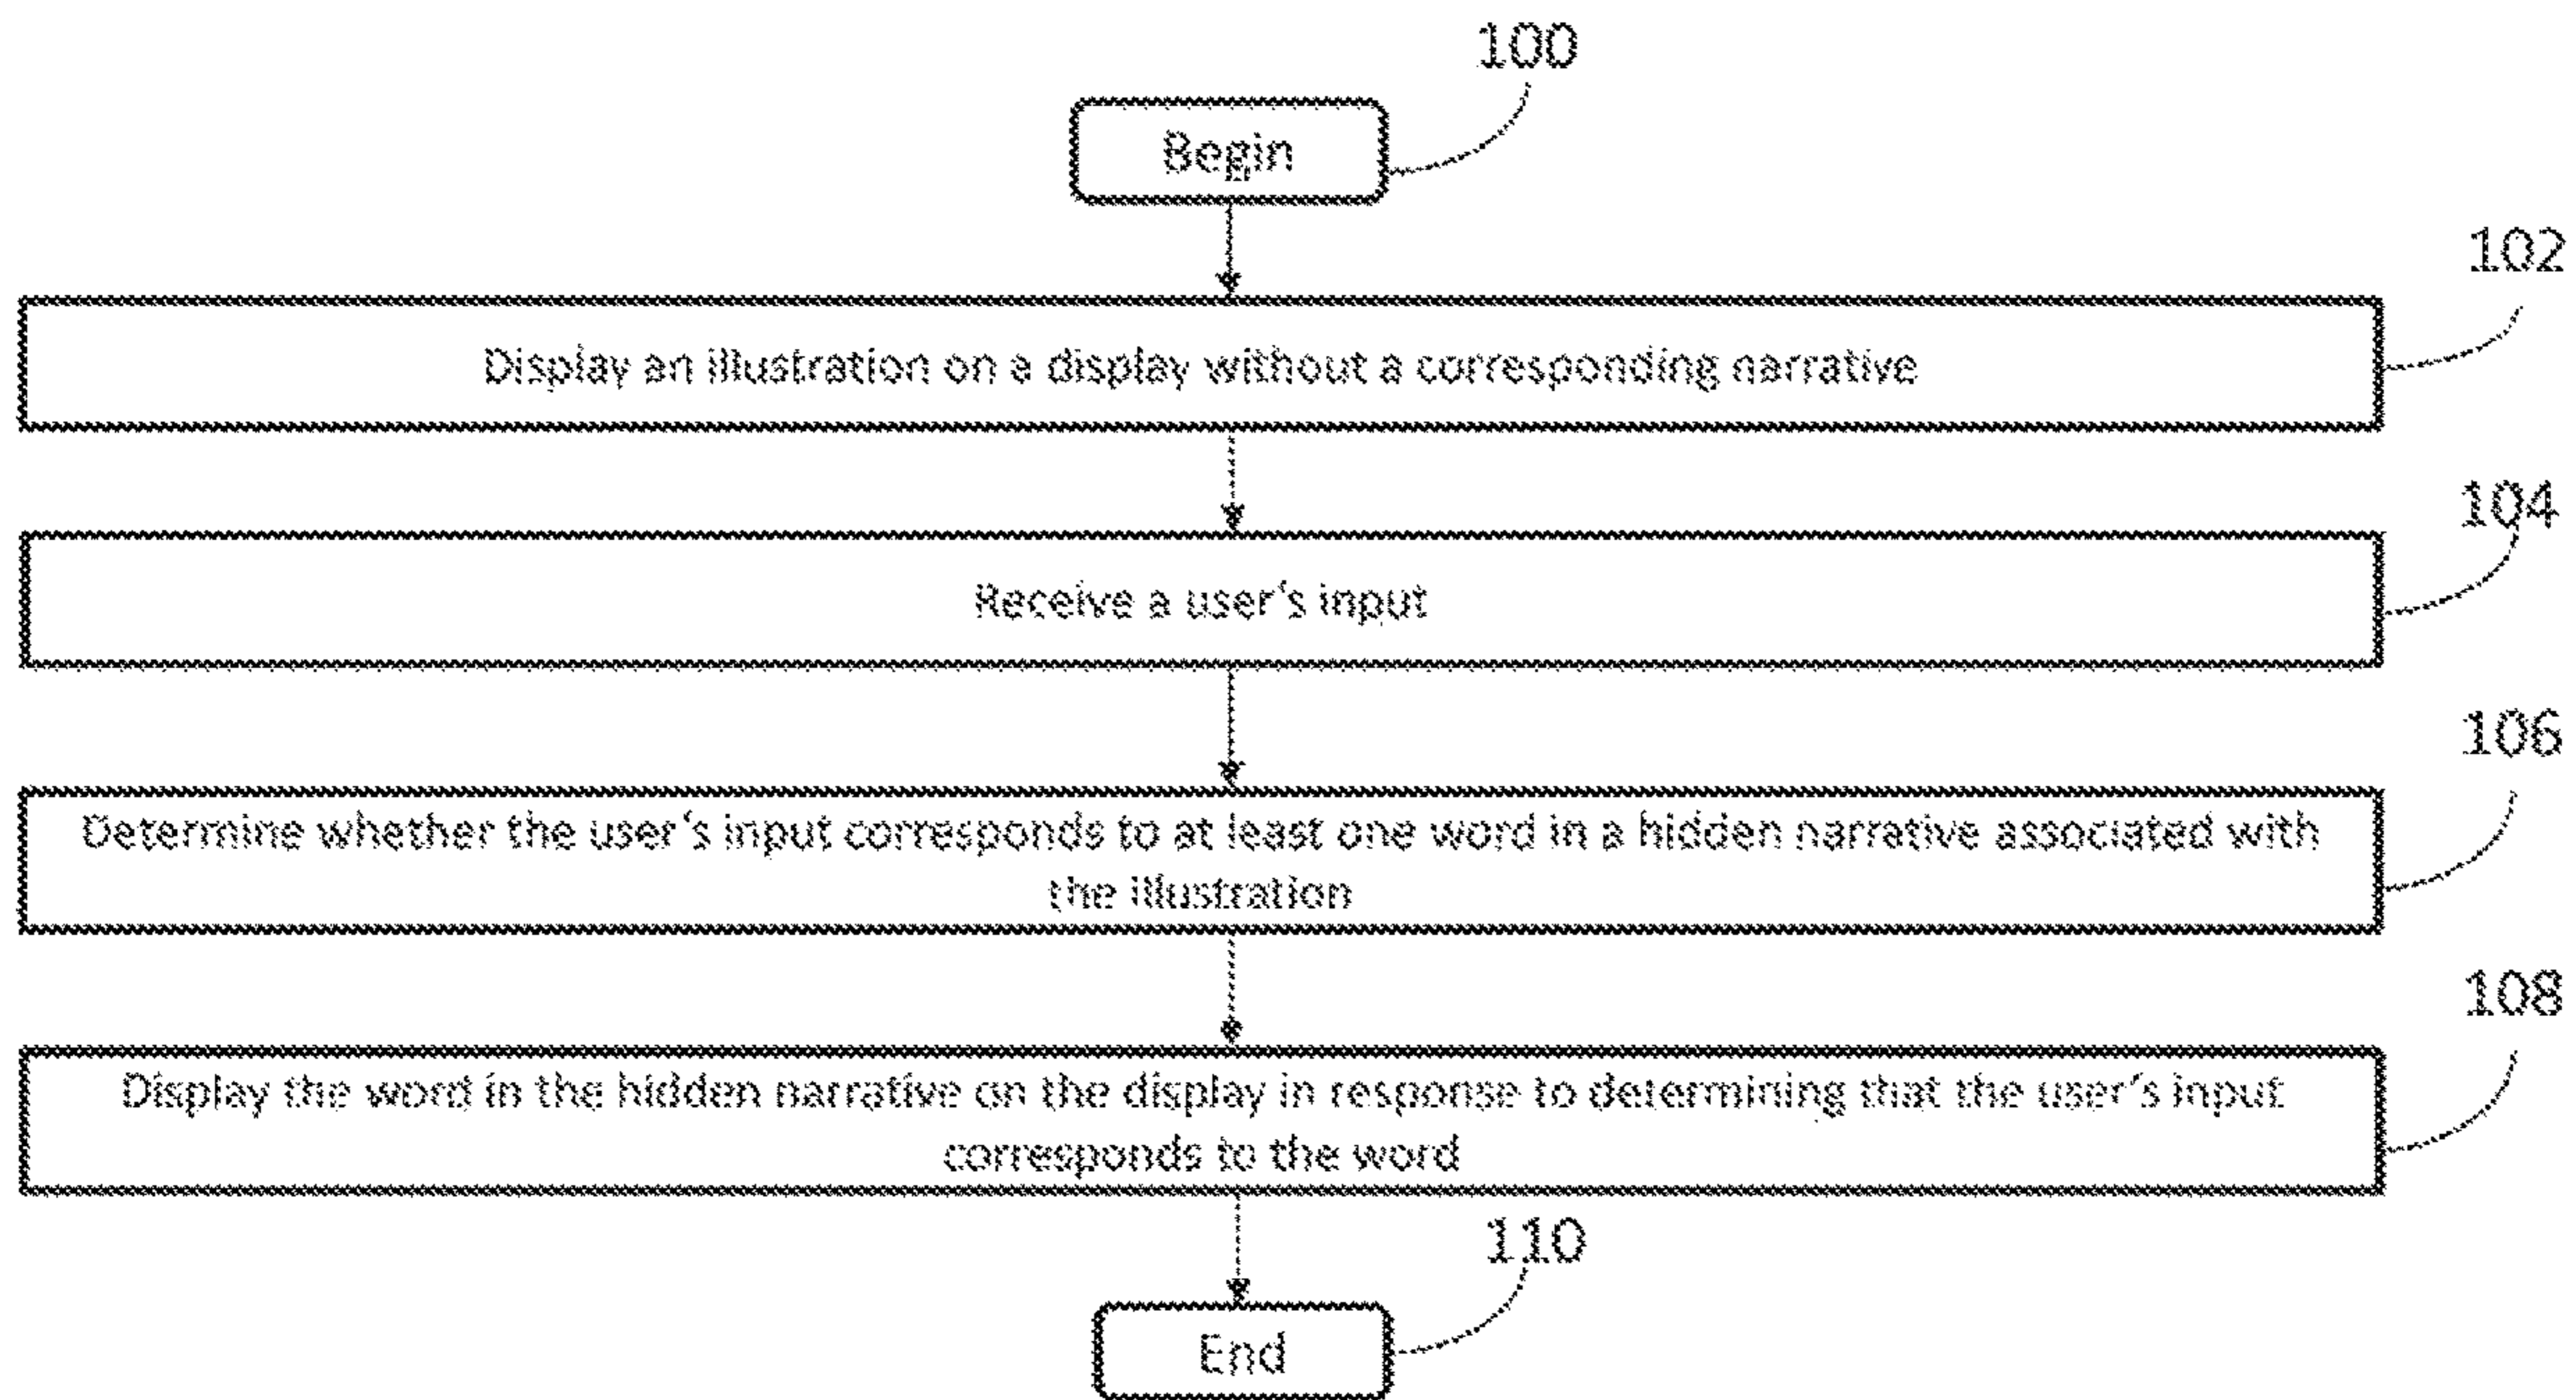 100
Begin
102
Display an illustration on a display without a corresponding narrative
104
Receive a user‘s input
106
Determine whether the user‘s input corresponds to at least one word in a hidden narrative associated with
the illustration
108
Display the word in the hidden narrative on the display in response to determining that the user‘s input
corresponds to the word
110
End